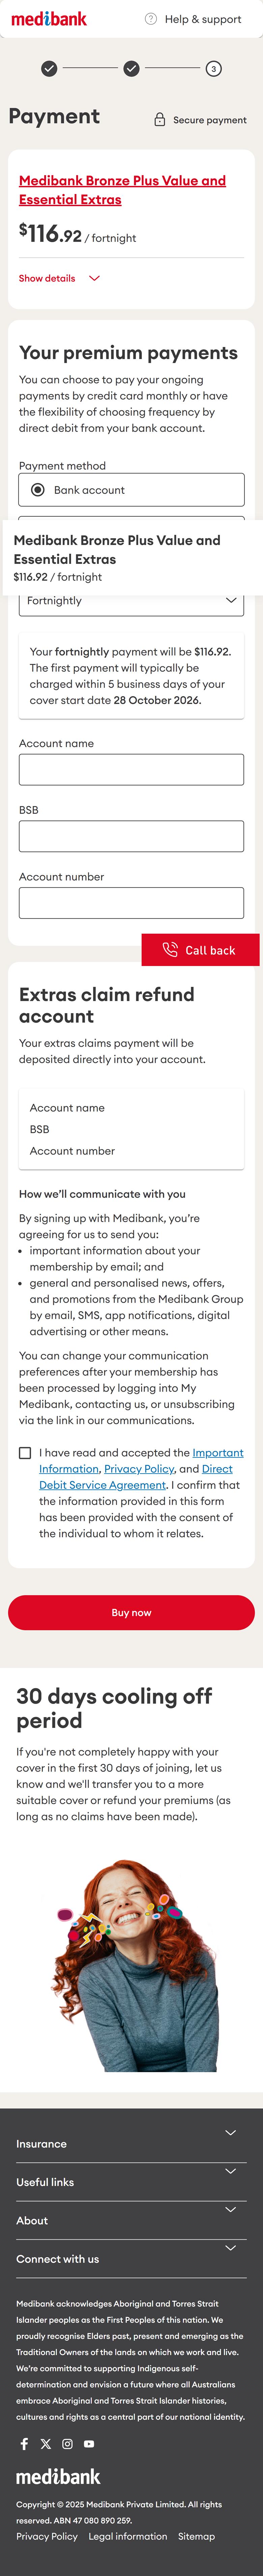 medibank
Help & support
3
Payment
Secure payment
Medibank Bronze Plus Value and
Essential Extras
$116.92 / fortnight
Show details
Your premium payments
You can choose to pay your ongoing
payments by credit card monthly or have
the flexibility of choosing frequency by
direct debit from your bank account.
Payment method
Bank account
Medibank Bronze Plus Value and
Essential Extras
$116.92 / fortnight
Fortnightly
Your fortnightly payment will be $116.92.
The first payment will typically be
charged within 5 business days of your
cover start date 28 October 2026.
Account name
BSB
Account number
Call back
Extras claim refund
account
Your extras claims payment will be
deposited directly into your account.
Account name
BSB
Account number
How we'll communicate with you
By signing up with Medibank, you're
agreeing for us to send you:
• important information about your
membership by email; and
• general and personalised news, offers,
and promotions from the Medibank Group
by email, SMS, app notifications, digital
advertising or other means.
You can change your communication
preferences after your membership has
been processed by logging into My
Medibank, contacting us, or unsubscribing
via the link in our communications.
I have read and accepted the Important
Information, Privacy Policy, and Direct
Debit Service Agreement. I confirm that
the information provided in this form
has been provided with the consent of
the individual to whom it relates.
Buy now
30 days cooling off
period
If you're not completely happy with your
cover in the first 30 days of joining, let us
know and we'll transfer you to a more
suitable cover or refund your premiums (as
long as no claims have been made).
Insurance
Useful links
About
Connect with us
Medibank acknowledges Aboriginal and Torres Strait
Islander peoples as the First Peoples of this nation. We
proudly recognise Elders past, present and emerging as the
Traditional Owners of the lands on which we work and live.
We're committed to supporting Indigenous self-
determination and envision a future where all Australians
embrace Aboriginal and Torres Strait Islander histories,
cultures and rights as a central part of our national identity.
medibank
Copyright © 2025 Medibank Private Limited. All rights
reserved. ABN 47 080 890 259.
Privacy Policy Legal information Sitemap